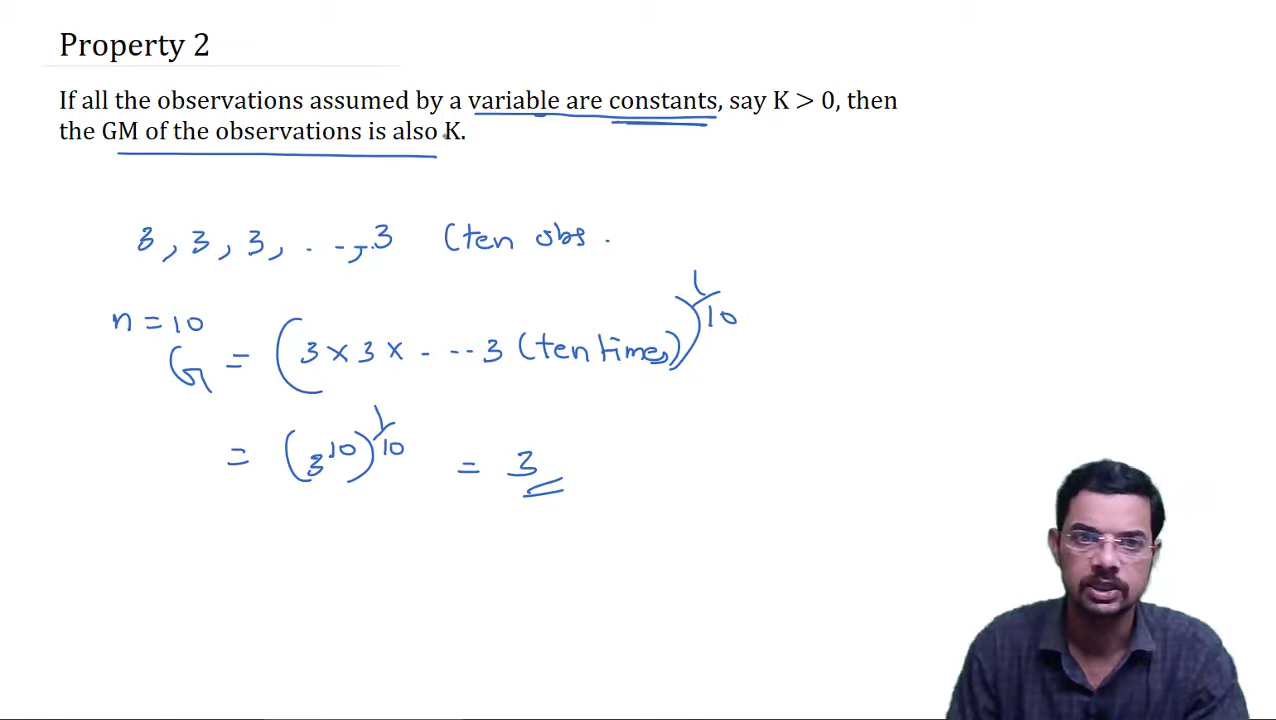 Property 2
If all the observations assumed by a variable are constants, say K > 0, then
the GM of the observations is also K.
3, 3, 3, . - -, .3 (ten obs .
n = 10
G = (3 × 3 × - -- 3 (ten times))^1/10
= (3^10)^1/10 = 3